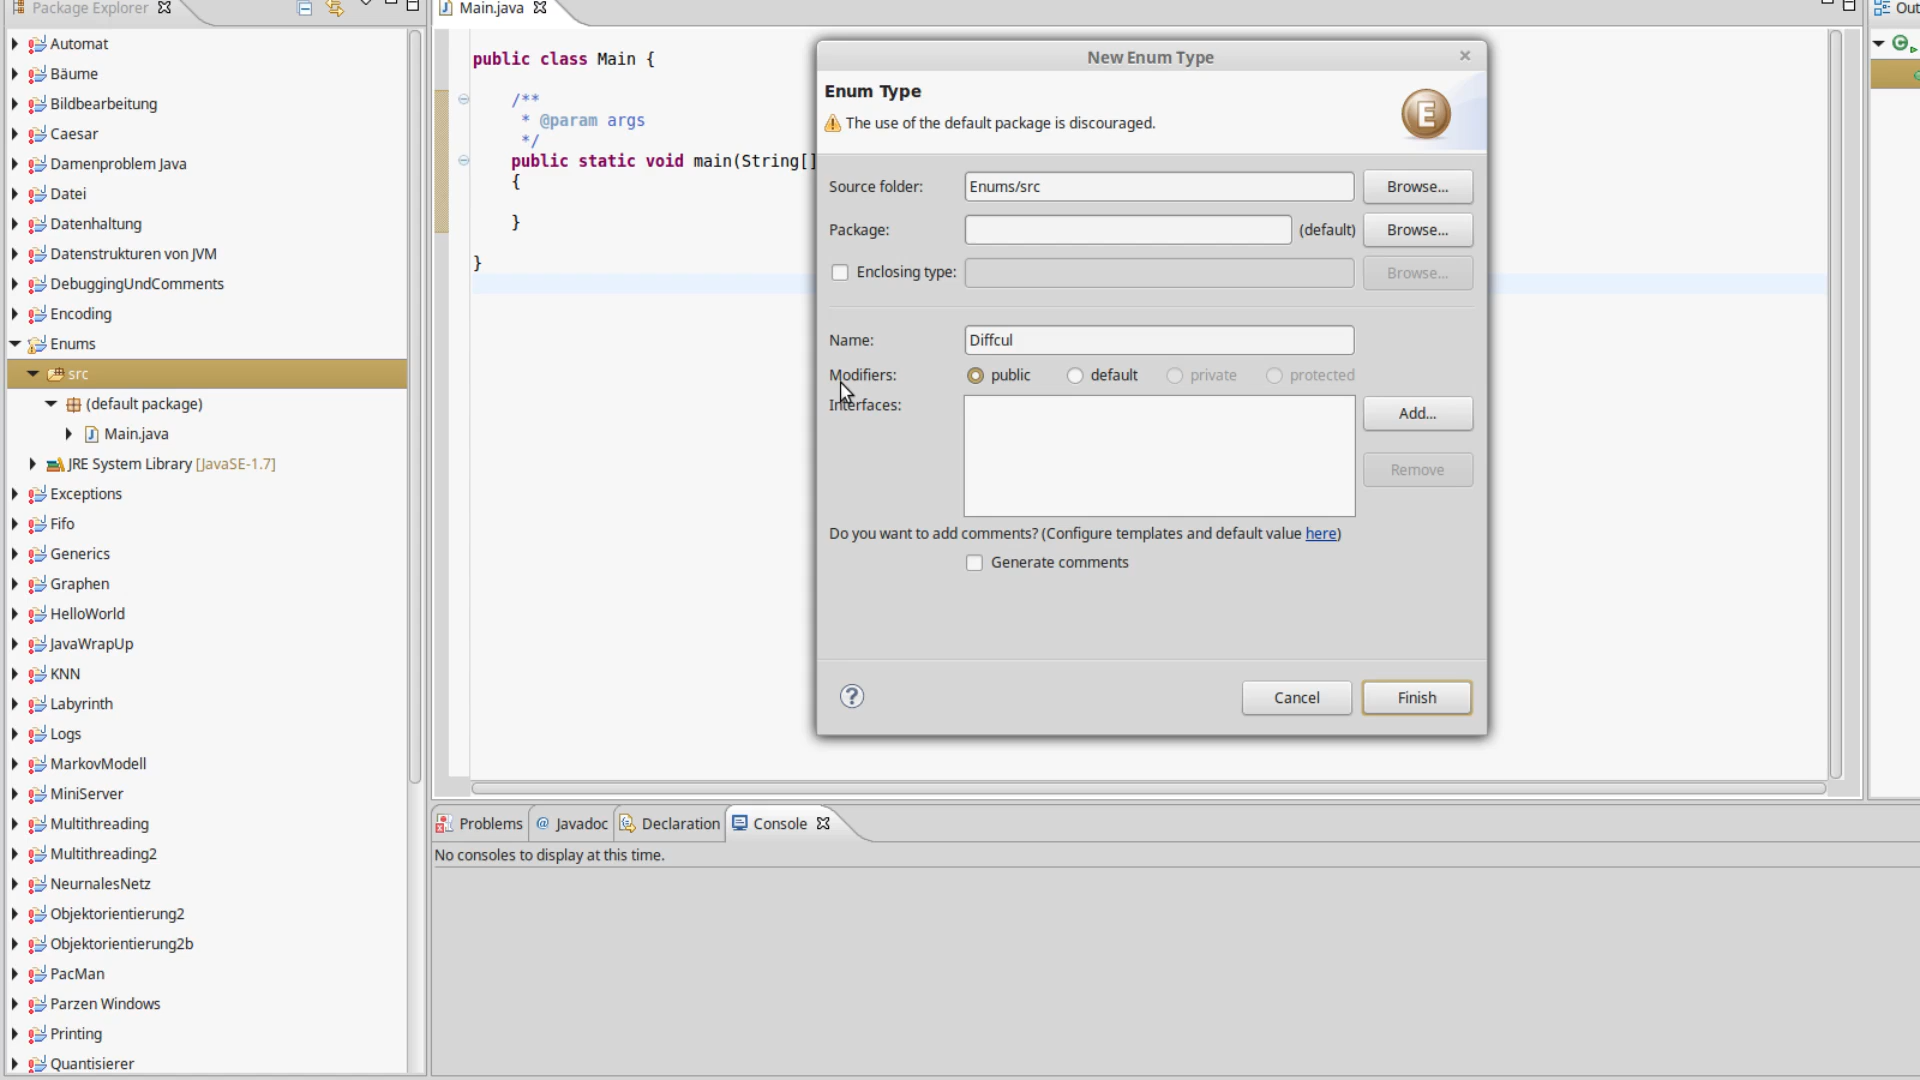 Package Explorer
Automat
Bäume
Bildbearbeitung
Caesar
Damenproblem Java
Datei
Datenhaltung
Datenstrukturen von JVM
DebuggingUndComments
Encoding
Enums
src
(default package)
Main.java
JRE System Library [JavaSE-1.7]
Exceptions
Fifo
Generics
Graphen
HelloWorld
JavaWrapUp
KNN
Labyrinth
Logs
MarkovModell
MiniServer
Multithreading
Multithreading2
NeurnalesNetz
Objektorientierung2
Objektorientierung2b
PacMan
Parzen Windows
Printing
Quantisierer
Main.java
public class Main {
/**
* @param args
*/
public static void main(String[]
{
}
}
New Enum Type
Enum Type
The use of the default package is discouraged.
E
Source folder: Enums/src Browse...
Package: (default) Browse...
Enclosing type: Browse...
Name: Diffcul
Modifiers: public default private protected
Interfaces: Add...
Remove
Do you want to add comments? (Configure templates and default value here)
Generate comments
? Cancel Finish
Problems @ Javadoc Declaration Console
No consoles to display at this time.
Out